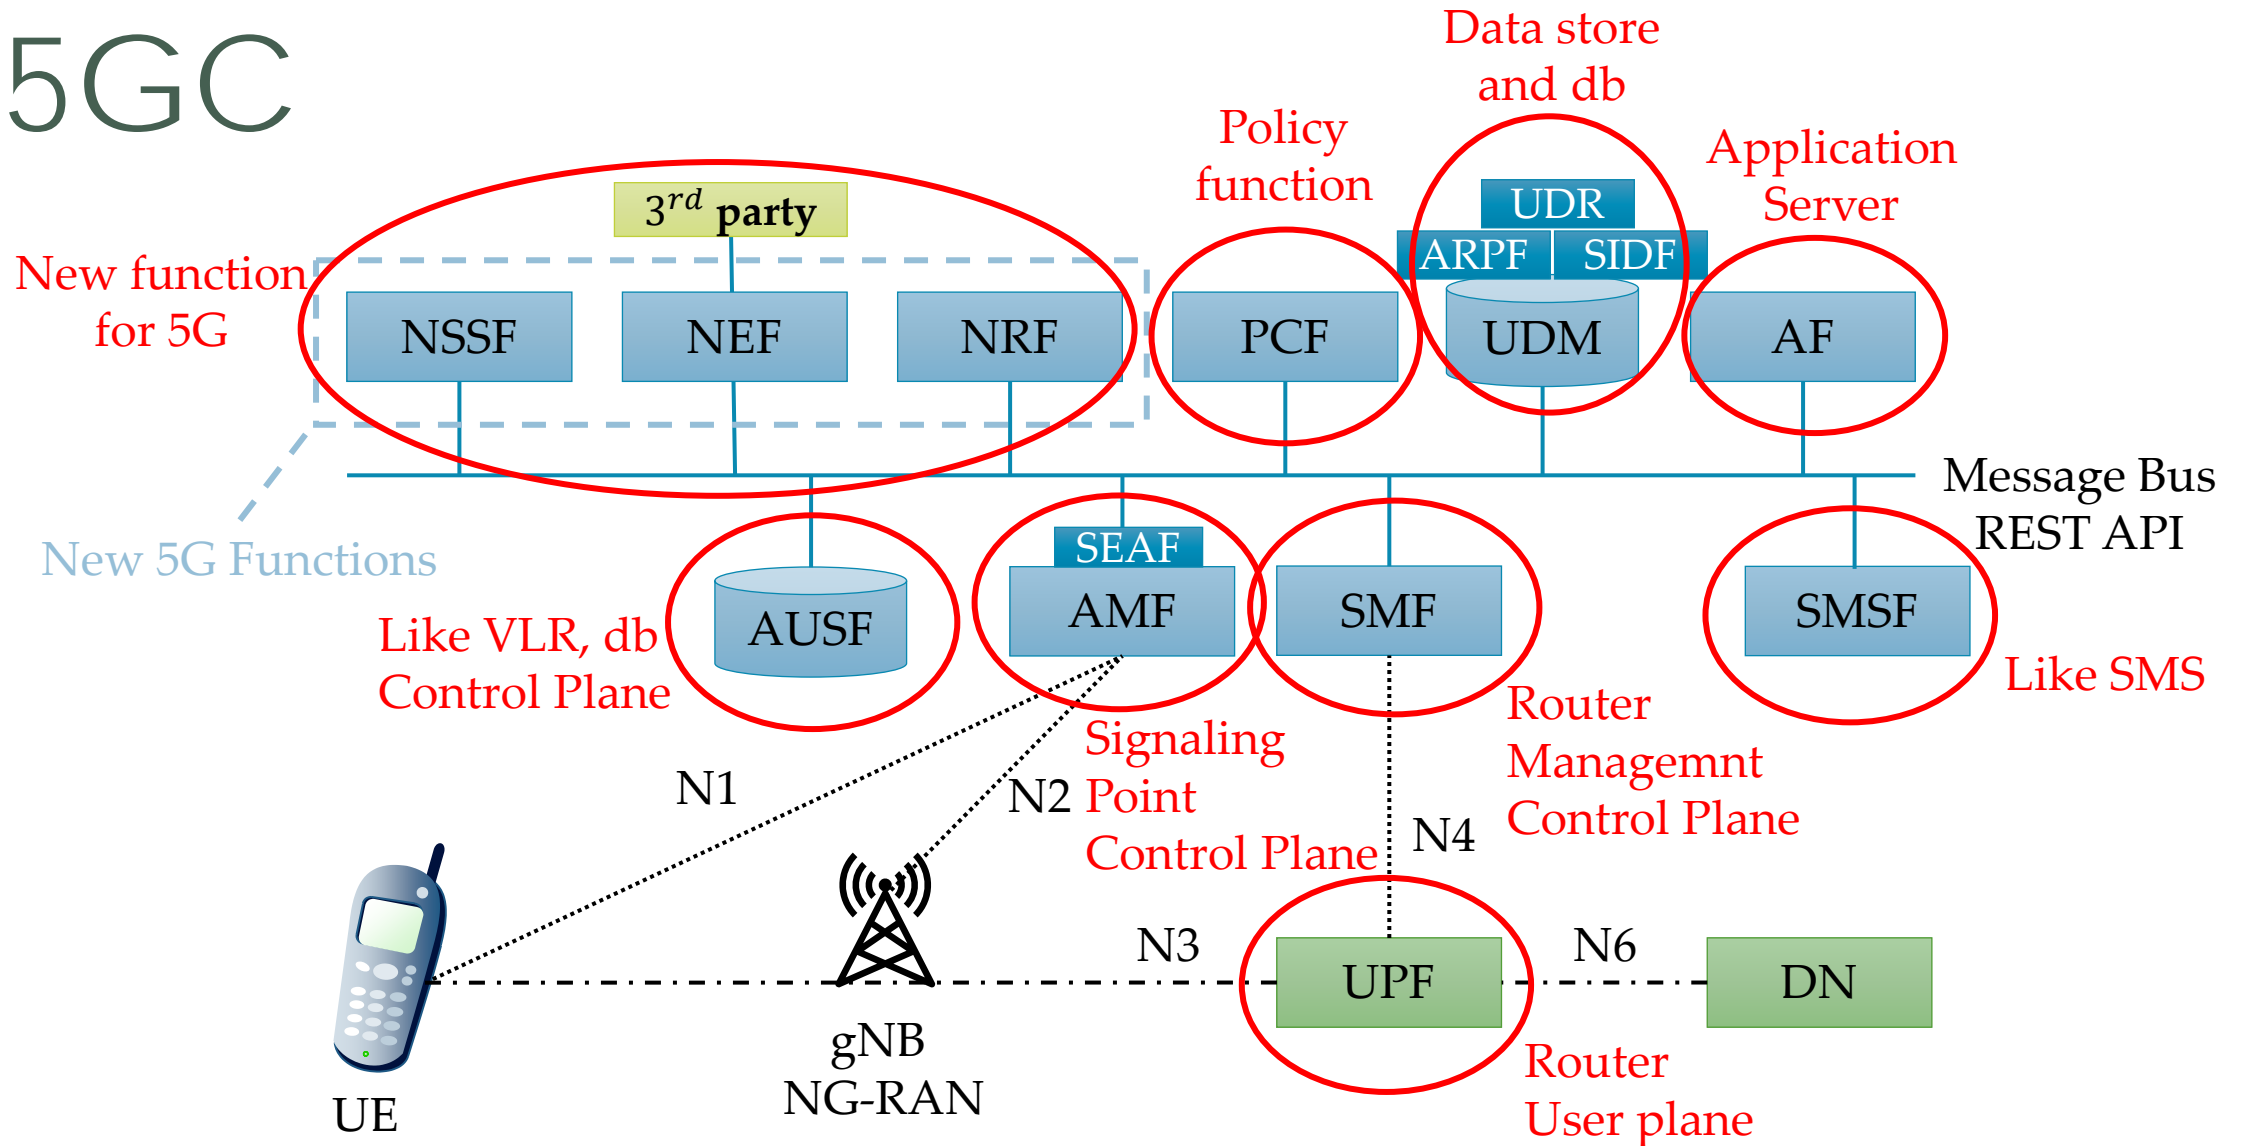 5GC
Data store
and db
Policy
function
Application
Server
3rd party
UDR
ARPF
SIDF
New function
for 5G
NSSF
NEF
NRF
PCF
UDM
AF
Message Bus
REST API
New 5G Functions
SEAF
AUSF
AMF
SMF
SMSF
Like VLR, db
Control Plane
Like SMS
Signaling
Point
Control Plane
Router
Managemnt
Control Plane
N1
N2
N4
N3
N6
UPF
DN
gNB
NG-RAN
UE
Router
User plane